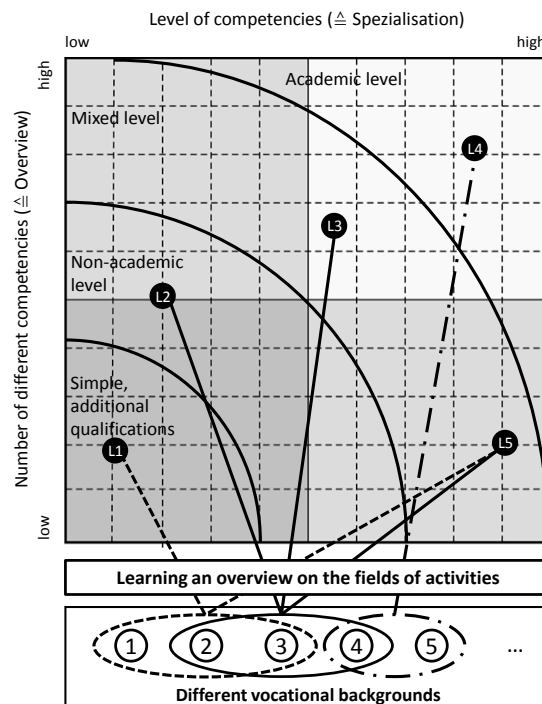 Level of competencies (≙ Spezialisation)
low
high
high
Academic level
Mixed level
L4
L3
Number of different competencies (≙ Overview)
Non-academic
level
L2
Simple,
additional
qualifications
L1
L5
low
Learning an overview on the fields of activities
1 2 3 4 5 ...
Different vocational backgrounds